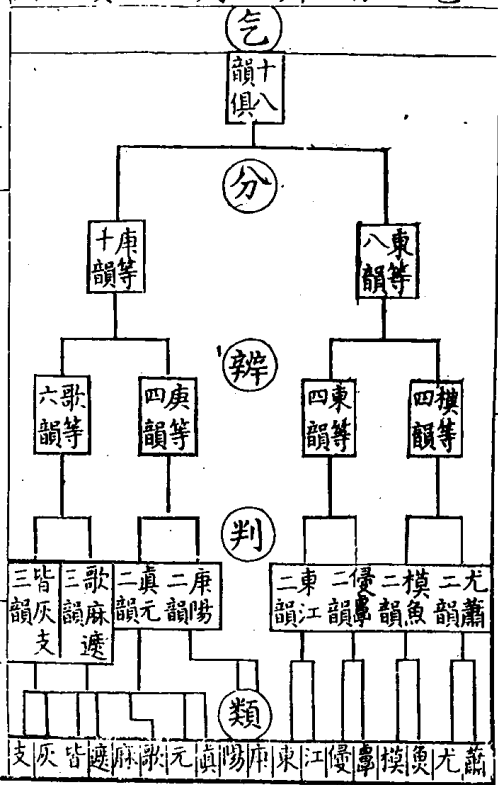 乞
十八
韻俱
分
東等
八韻
庚等
十韻
辨
模等
四韻
東等
四韻
庚等
四韻
歌等
六韻
判
尤蕭
二韻
模魚
二韻
侵覃
二韻
東江
二韻
庚陽
二韻
眞元
二韻
歌麻遮
三韻
皆灰支
三韻
類
蕭
尤
魚
模
覃
侵
江
東
庚
陽
眞
元
歌
麻
遮
皆
灰
支